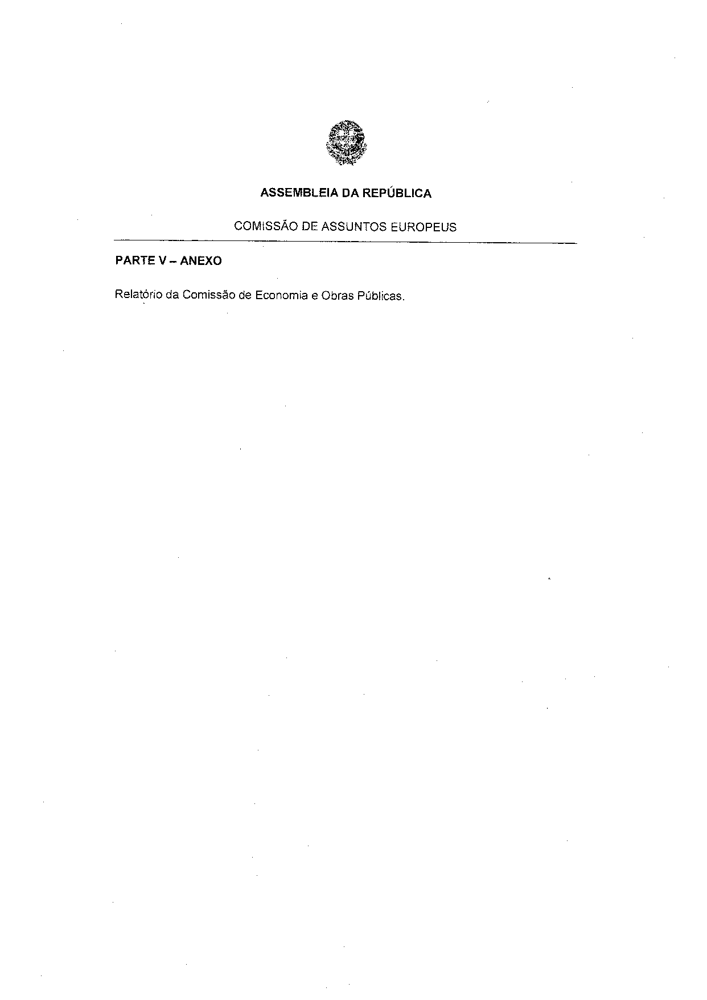 ASSEMBLEIA DA REPÚBLICA
COMISSÃO DE ASSUNTOS EUROPEUS
PARTE V – ANEXO
Relatório da Comissão de Economia e Obras Públicas.